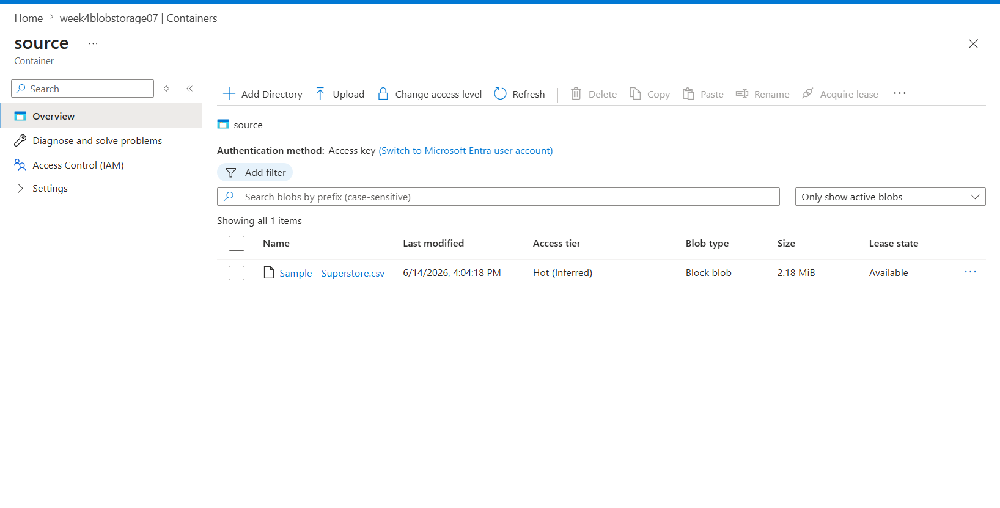 Home > week4blobstorage07 | Containers
source ...
Container
Search
Overview
Diagnose and solve problems
Access Control (IAM)
Settings
Add Directory Upload Change access level Refresh Delete Copy Paste Rename Acquire lease ...
source
Authentication method: Access key (Switch to Microsoft Entra user account)
Add filter
Search blobs by prefix (case-sensitive) Only show active blobs
Showing all 1 items
Name Last modified Access tier Blob type Size Lease state
Sample - Superstore.csv 6/14/2026, 4:04:18 PM Hot (Inferred) Block blob 2.18 MiB Available ...